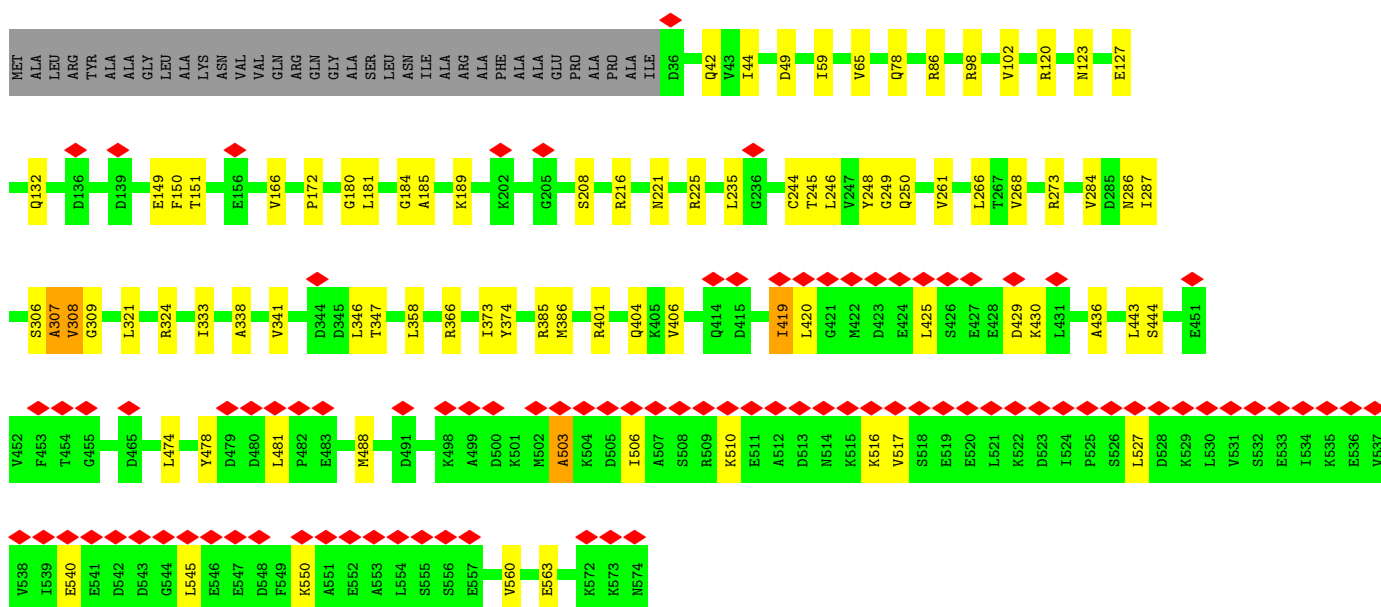 MET ALA LEU ARG TYR ALA ALA GLY LEU ALA LYS ASN VAL VAL GLN ARG GLN GLY ALA SER LEU ASN ILE ALA ARG ALA PHE ALA ALA GLU PRO ALA PRO ALA ILE D36 Q42 V43 I44 D49 I59 V65 Q78 R86 R98 V102 R120 N123 E127
Q132 D136 D139 E149 F150 T151 E156 V166 P172 G180 L181 G184 A185 K189 K202 G205 S208 R216 N221 R225 L235 G236 C244 T245 L246 V247 Y248 G249 Q250 V261 L266 T267 V268 R273 V284 D285 N286 I287
S306 A307 V308 G309 L321 R324 I333 A338 V341 D344 D345 L346 T347 L358 R366 I373 Y374 R385 M386 R401 Q404 K405 V406 Q414 D415 I419 L420 G421 M422 D423 E424 L425 S426 E427 E428 D429 K430 L431 A436 L443 S444 E451
V452 F453 T454 G455 D465 L474 Y478 D479 D480 L481 P482 E483 M488 D491 K498 A499 D500 K501 M502 A503 K504 D505 I506 A507 S508 R509 K510 E511 A512 D513 N514 K515 K516 V517 S518 E519 E520 L521 K522 D523 I524 P525 S526 L527 D528 K529 L530 V531 S532 E533 I534 K535 E536 V537
V538 I539 E540 E541 D542 D543 G544 L545 E546 E547 D548 F549 K550 A551 E552 A553 L554 S555 S556 E557 V560 E563 K572 K573 N574